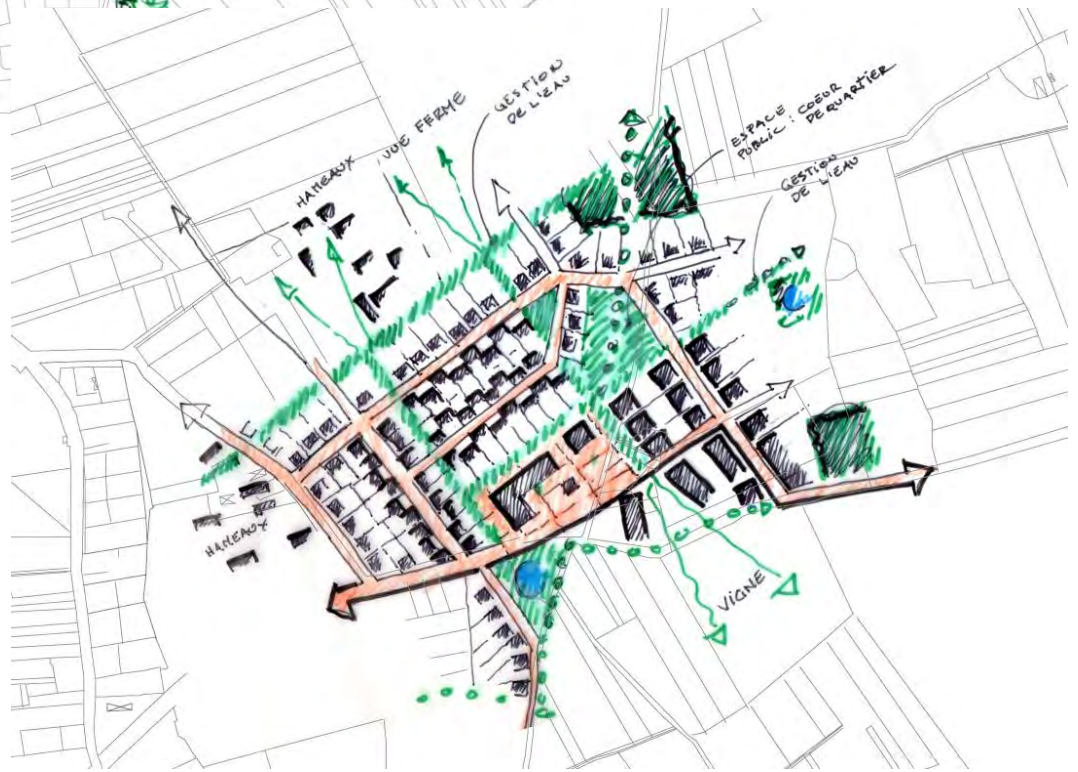 HAMEAUX
VUE FERME
GESTION
DE L'EAU
ESPACE
PUBLIC : COEUR
DE QUARTIER
GESTION
DE L'EAU
HAMEAUX
VIGNE